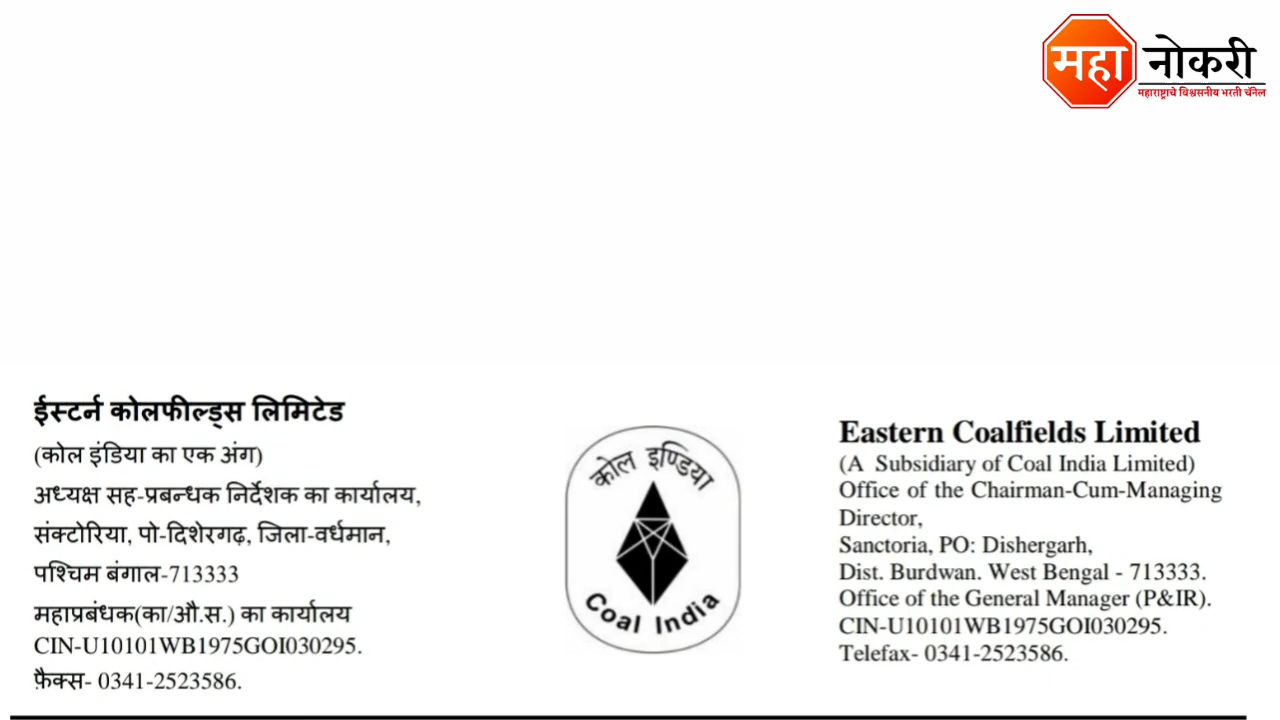 महा नोकरी
महाराष्ट्राचे विश्वसनीय भरती चॅनेल
ईस्टर्न कोलफील्ड्स लिमिटेड
(कोल इंडिया का एक अंग)
अध्यक्ष सह-प्रबन्धक निर्देशक का कार्यालय,
संक्टोरिया, पो-दिशेरगढ़, जिला-वर्धमान,
पश्चिम बंगाल-713333
महाप्रबंधक(का/औ.स.) का कार्यालय
CIN-U10101WB1975GOI030295.
फ़ैक्स- 0341-2523586.
कोल इण्डिया
Coal India
Eastern Coalfields Limited
(A Subsidiary of Coal India Limited)
Office of the Chairman-Cum-Managing
Director,
Sanctoria, PO: Dishergarh,
Dist. Burdwan. West Bengal - 713333.
Office of the General Manager (P&IR).
CIN-U10101WB1975GOI030295.
Telefax- 0341-2523586.